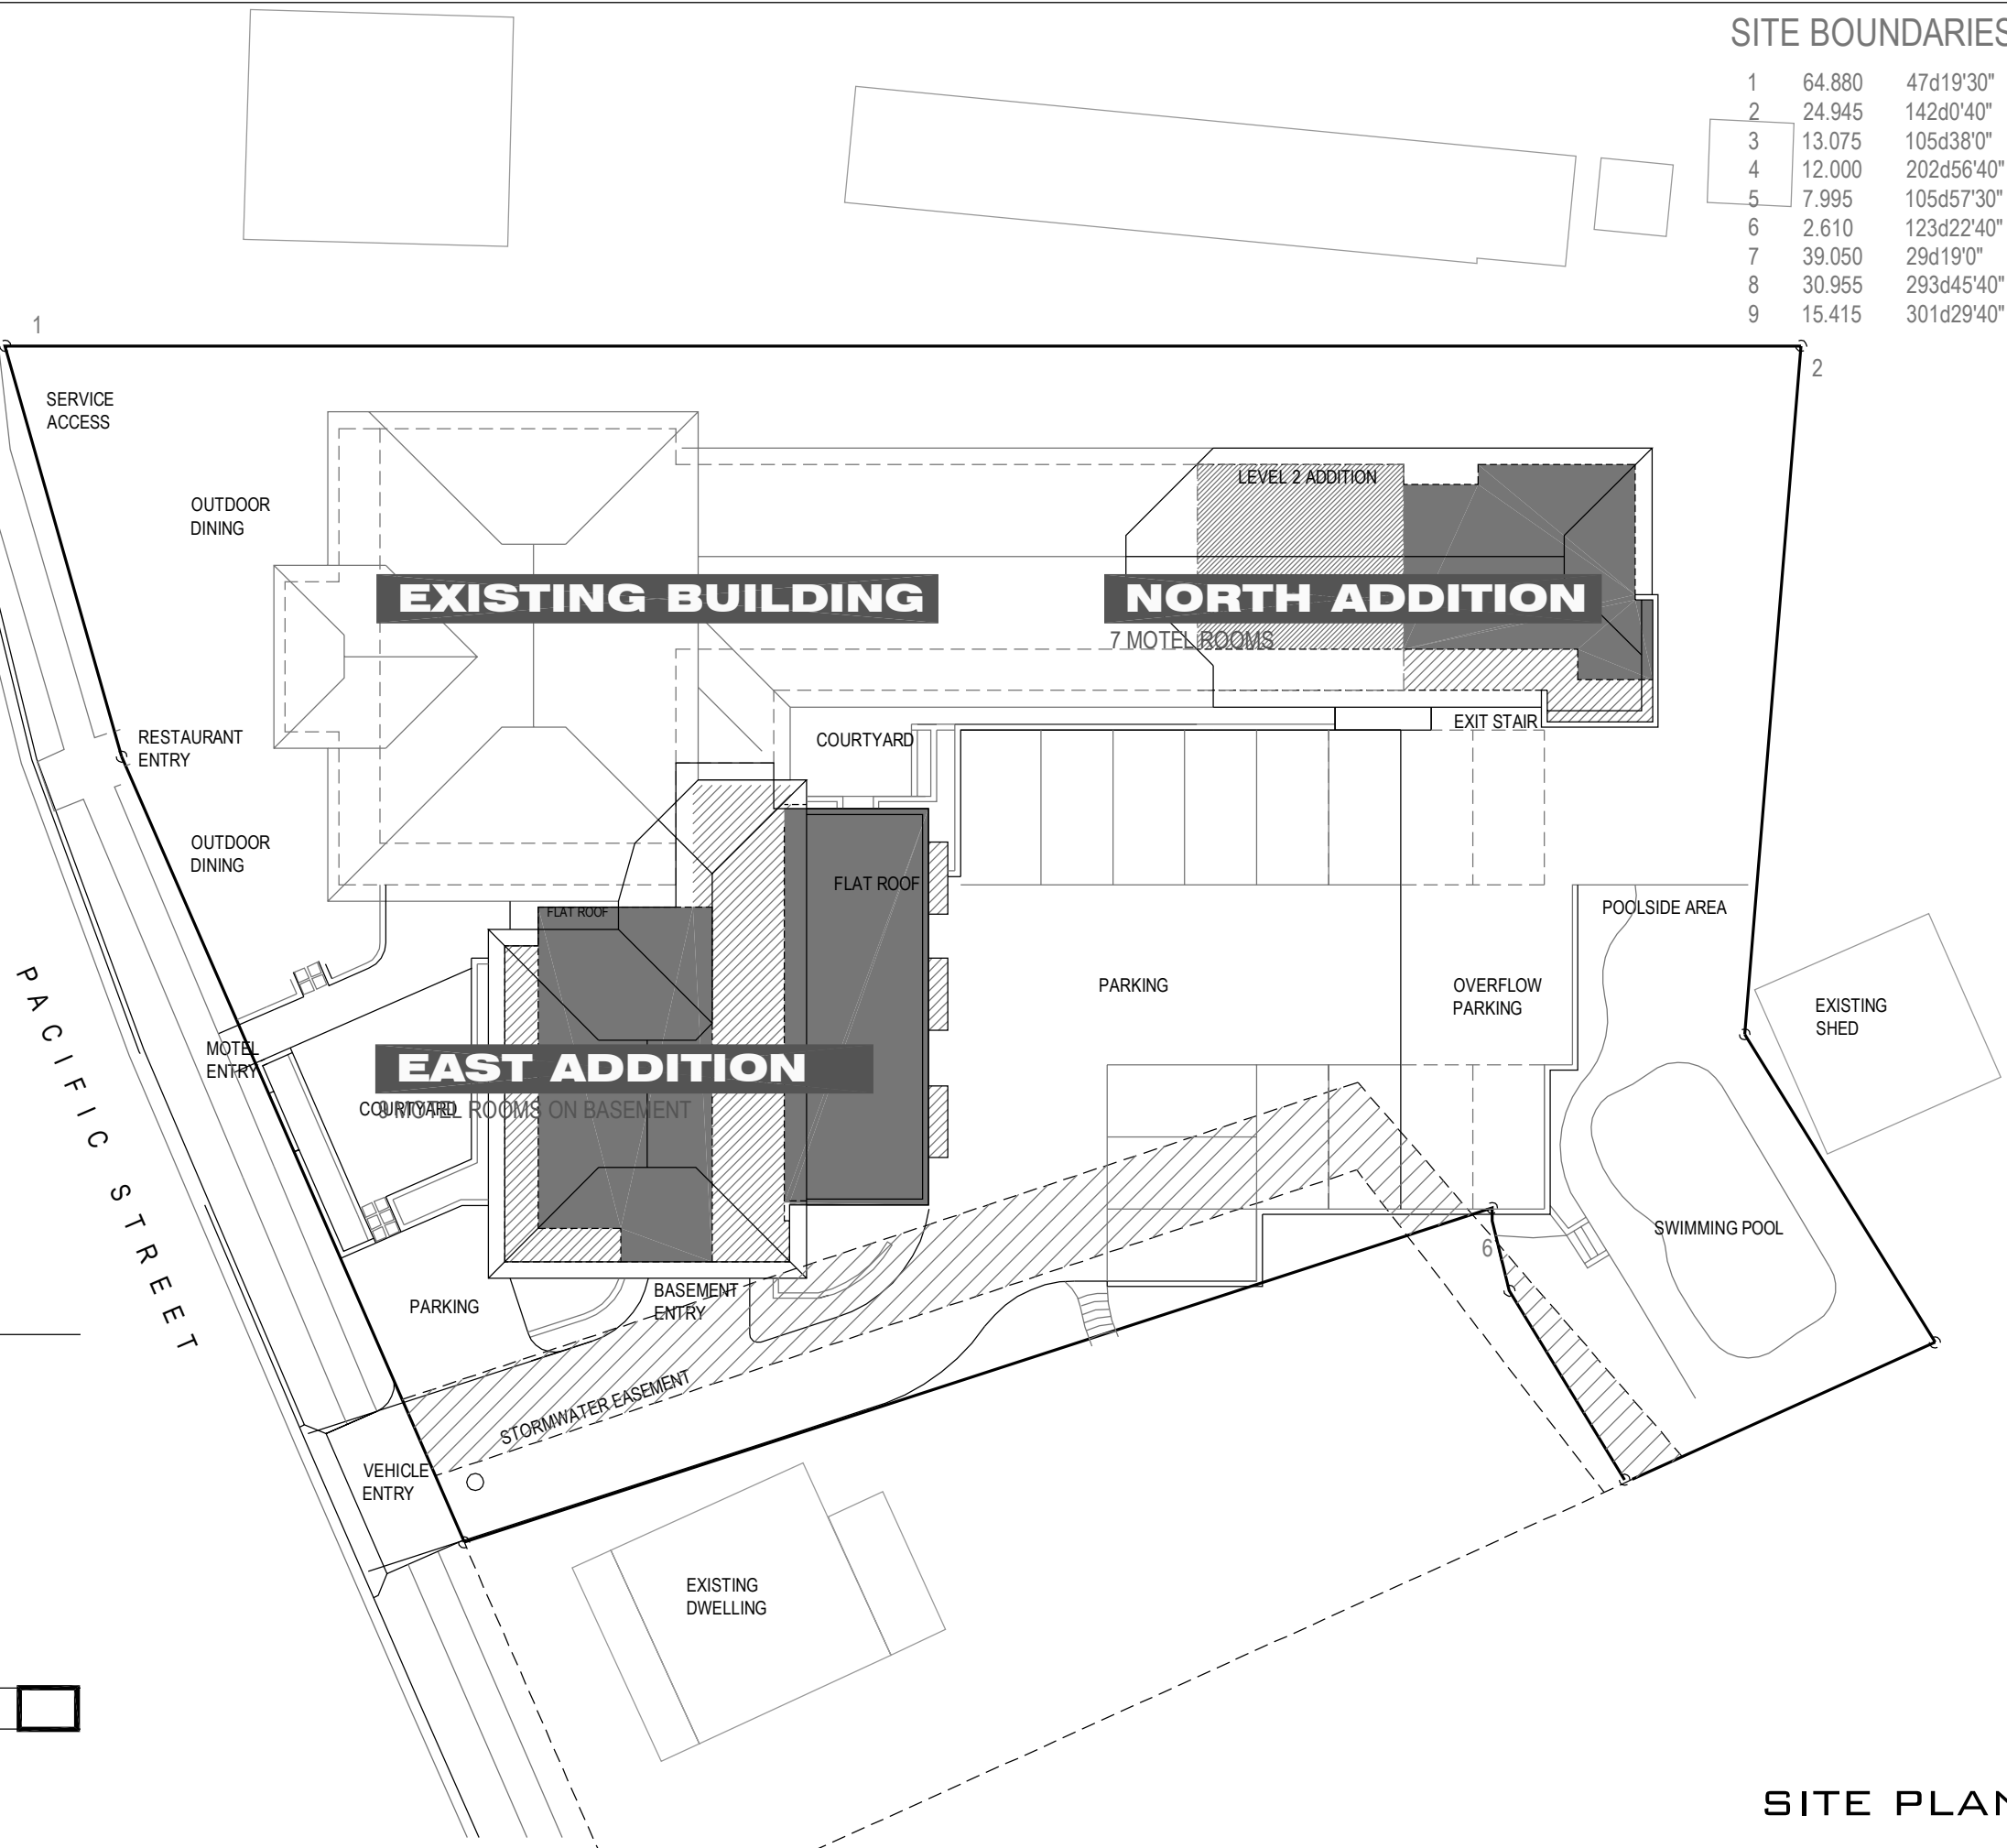 SITE BOUNDARIES
1 64.880 47d19'30"
2 24.945 142d0'40"
3 13.075 105d38'0"
4 12.000 202d56'40"
5 7.995 105d57'30"
6 2.610 123d22'40"
7 39.050 29d19'0"
8 30.955 293d45'40"
9 15.415 301d29'40"
1
2
SERVICE
ACCESS
OUTDOOR
DINING
LEVEL 2 ADDITION
EXISTING BUILDING
NORTH ADDITION
7 MOTEL ROOMS
RESTAURANT
ENTRY
COURTYARD
EXIT STAIR
OUTDOOR
DINING
FLAT ROOF
FLAT ROOF
POOLSIDE AREA
PARKING
OVERFLOW
PARKING
EXISTING
SHED
MOTEL
ENTRY
EAST ADDITION
9 MOTEL ROOMS ON BASEMENT
COURTYARD
PACIFIC STREET
6
SWIMMING POOL
PARKING
BASEMENT
ENTRY
STORMWATER EASEMENT
VEHICLE
ENTRY
EXISTING
DWELLING
SITE PLAN